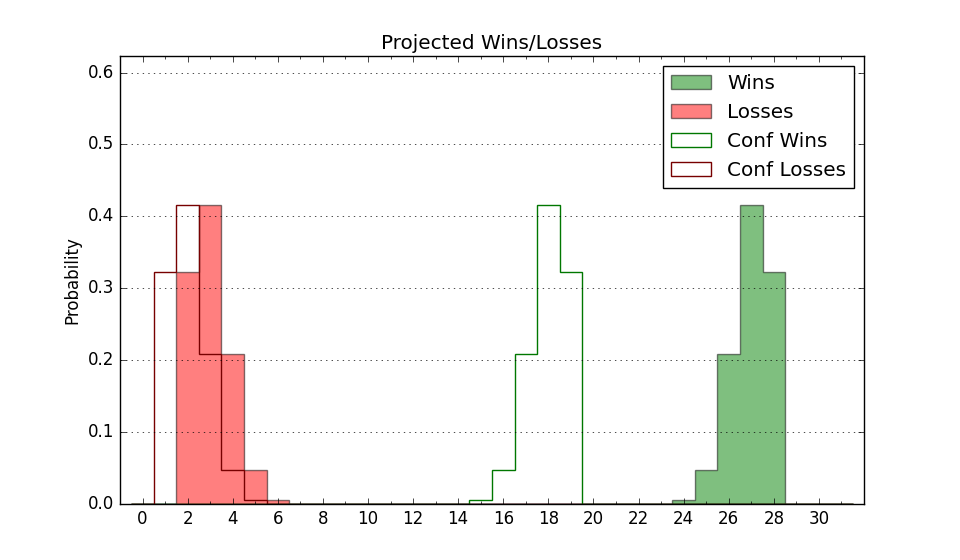 Projected Wins/Losses
0.6
0.5
0.4
0.3
0.2
0.1
0.0
Probability
Wins
Losses
Conf Wins
Conf Losses
0 2 4 6 8 10 12 14 16 18 20 22 24 26 28 30